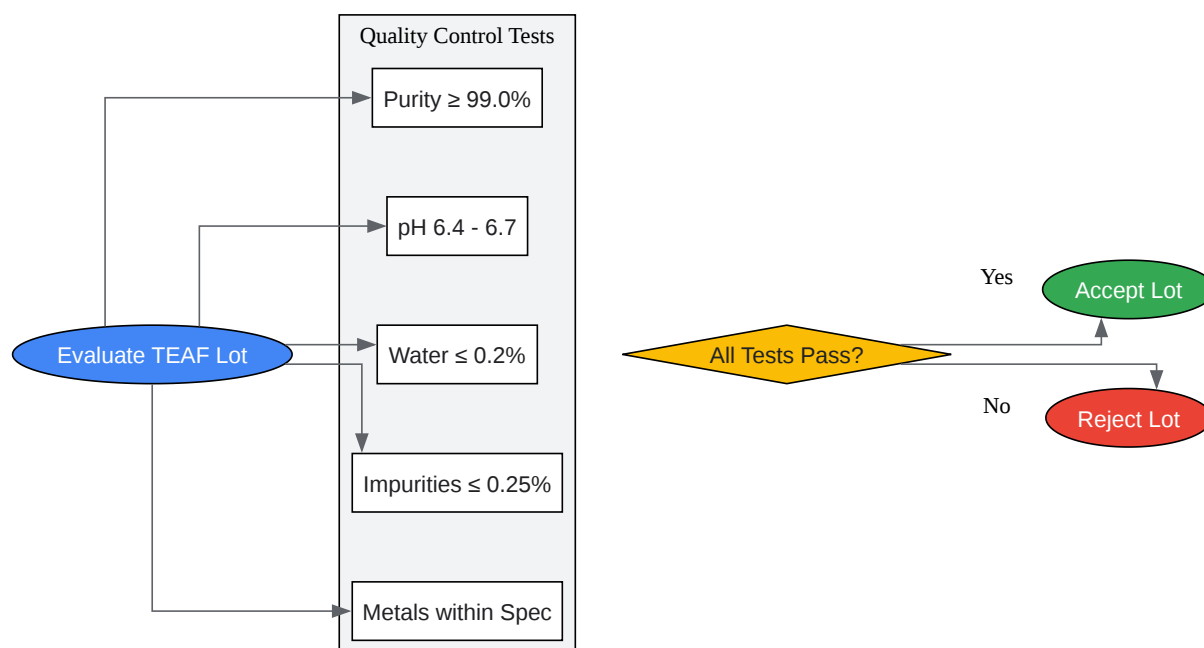 Quality Control Tests
Purity ≥ 99.0%
pH 6.4 - 6.7
Evaluate TEAF Lot
Water ≤ 0.2%
Impurities ≤ 0.25%
Metals within Spec
All Tests Pass?
Yes
Accept Lot
No
Reject Lot